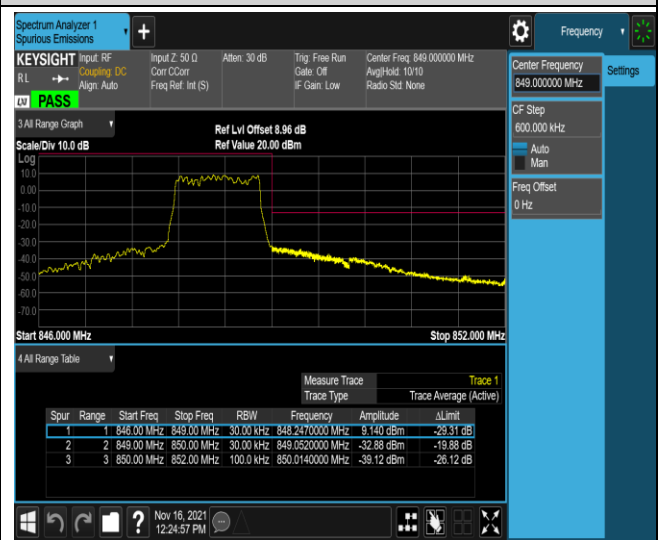 Spectrum Analyzer 1
Spurious Emissions
+
Frequency
KEYSIGHT
RL
LXI PASS
Input: RF
Coupling: DC
Align: Auto
Input Z: 50 Ω
Corr CCorr
Freq Ref: Int (S)
Atten: 30 dB
Trig: Free Run
Gate: Off
IF Gain: Low
Center Freq: 849.000000 MHz
Avg|Hold: 10/10
Radio Std: None
Center Frequency
849.000000 MHz
Settings
CF Step
600.000 kHz
Auto
Man
Freq Offset
0 Hz
3 All Range Graph
Scale/Div 10.0 dB
Ref Lvl Offset 8.96 dB
Ref Value 20.00 dBm
Log
10.0
0.00
-10.0
-20.0
-30.0
-40.0
-50.0
-60.0
-70.0
Start 846.000 MHz
Stop 852.000 MHz
4 All Range Table
Measure Trace Trace 1
Trace Type Trace Average (Active)
Spur Range Start Freq Stop Freq RBW Frequency Amplitude ΔLimit
1 1 846.00 MHz 849.00 MHz 30.00 kHz 848.2470000 MHz 9.140 dBm -29.31 dB
2 2 849.00 MHz 850.00 MHz 30.00 kHz 849.0520000 MHz -32.88 dBm -19.88 dB
3 3 850.00 MHz 852.00 MHz 100.0 kHz 850.0140000 MHz -39.12 dBm -26.12 dB
?
Nov 16, 2021
12:24:57 PM